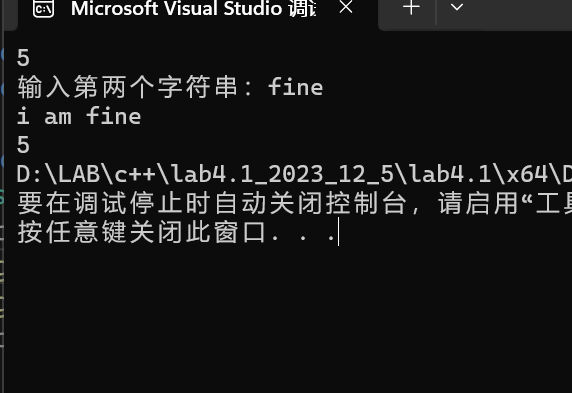 Microsoft Visual Studio 调试
5
输入第两个字符串：fine
i am fine
5
D:\LAB\c++\lab4.1_2023_12_5\lab4.1\x64\D
要在调试停止时自动关闭控制台，请启用“工具
按任意键关闭此窗口. . .